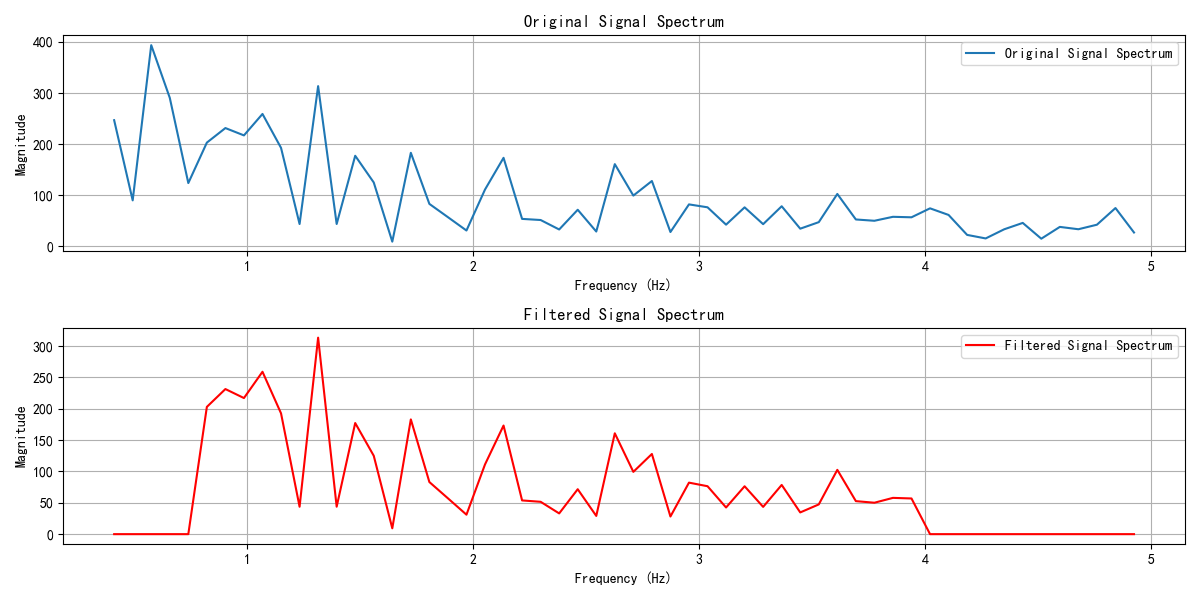 Original Signal Spectrum
Original Signal Spectrum
400
300
200
100
0
Magnitude
1 2 3 4 5
Frequency (Hz)
Filtered Signal Spectrum
Filtered Signal Spectrum
300
250
200
150
100
50
0
Magnitude
1 2 3 4 5
Frequency (Hz)